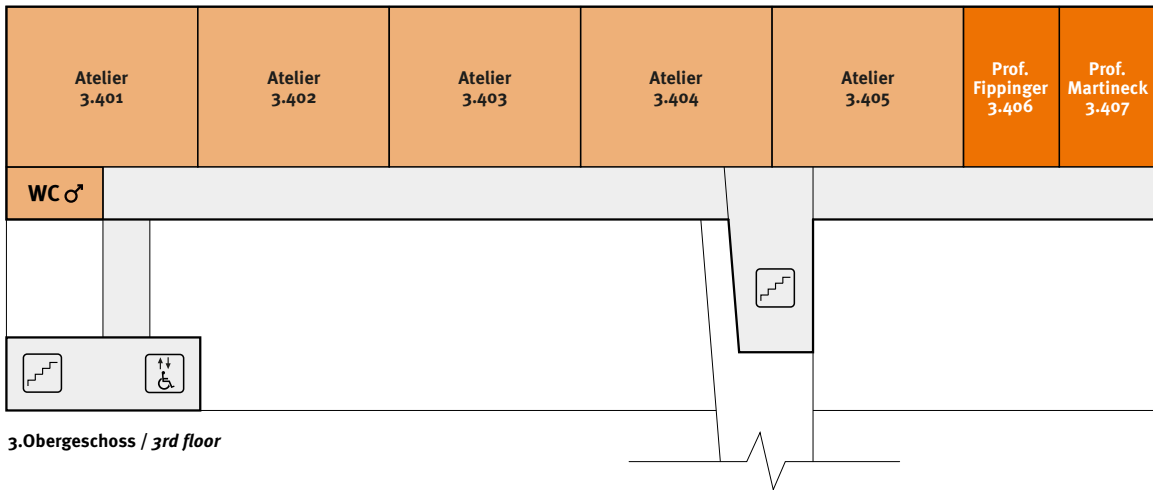 Atelier
3.401
Atelier
3.402
Atelier
3.403
Atelier
3.404
Atelier
3.405
Prof.
Fippinger
3.406
Prof.
Martineck
3.407
WC ♂
3.Obergeschoss / 3rd floor